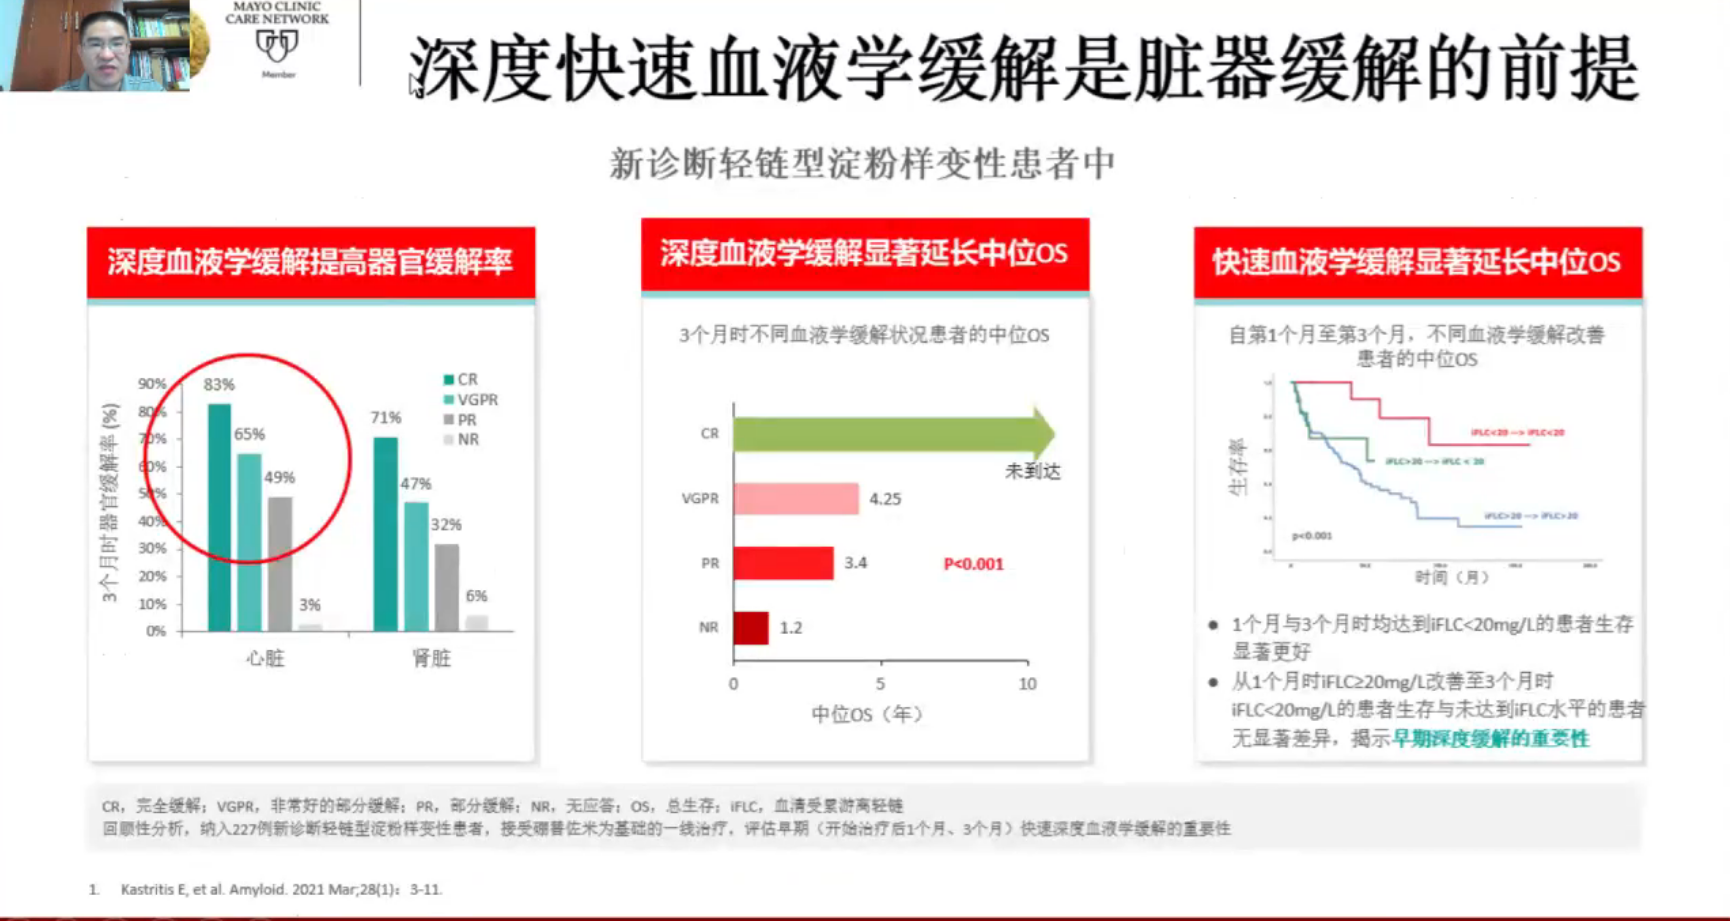 MAYO CLINIC
CARE NETWORK
Member
深度快速血液学缓解是脏器缓解的前提
新诊断轻链型淀粉样变性患者中
深度血液学缓解提高器官缓解率
3个月时器官缓解率(%)
90%
80%
70%
60%
50%
40%
30%
20%
10%
0%
83%
65%
49%
3%
71%
47%
32%
6%
CR
VGPR
PR
NR
心脏
肾脏
深度血液学缓解显著延长中位OS
3个月时不同血液学缓解状况患者的中位OS
CR
未到达
VGPR
4.25
PR
3.4
P<0.001
NR
1.2
0
5
10
中位OS（年）
快速血液学缓解显著延长中位OS
自第1个月至第3个月，不同血液学缓解改善
患者的中位OS
生存率
iFLC<20 --> iFLC<20
iFLC>20 --> iFLC < 20
iFLC>20 --> iFLC>20
p<0.001
时间（月）
● 1个月与3个月时均达到iFLC<20mg/L的患者生存
显著更好
● 从1个月时iFLC≥20mg/L改善至3个月时
iFLC<20mg/L的患者生存与未达到iFLC水平的患者
无显著差异，揭示早期深度缓解的重要性
CR，完全缓解；VGPR，非常好的部分缓解；PR，部分缓解；NR，无应答；OS，总生存；iFLC，血清受累游离轻链
回顾性分析，纳入227例新诊断轻链型淀粉样变性患者，接受硼替佐米为基础的一线治疗，评估早期（开始治疗后1个月、3个月）快速深度血液学缓解的重要性
1. Kastritis E, et al. Amyloid. 2021 Mar;28(1)：3-11.